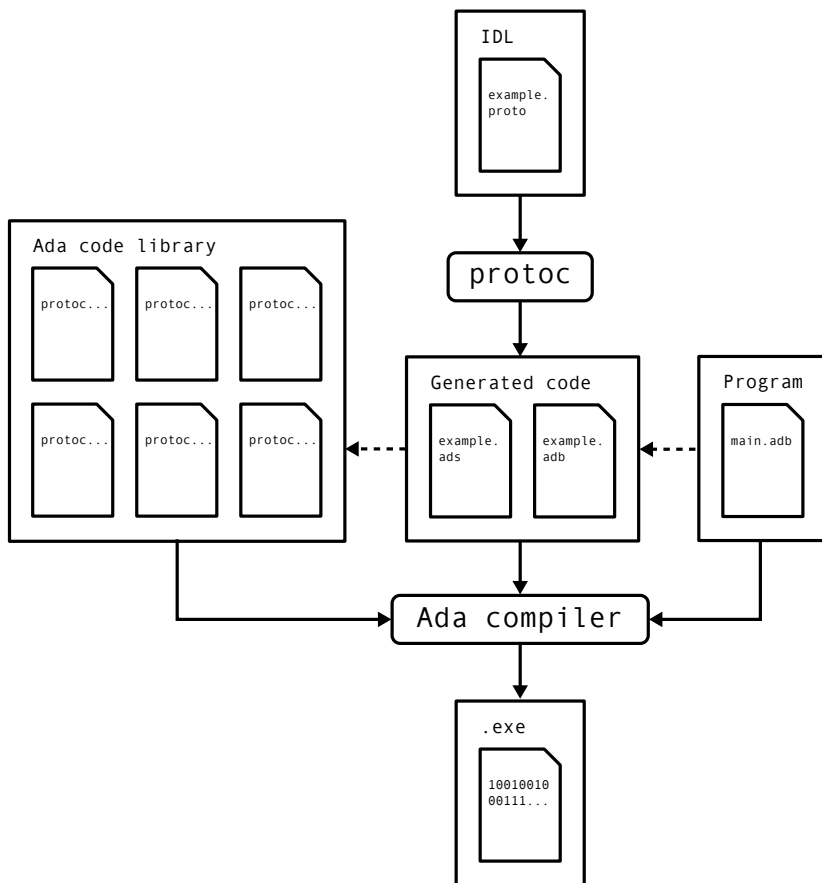 IDL
example.
proto
protoc
Ada code library
protoc...
protoc...
protoc...
protoc...
protoc...
protoc...
Generated code
example.
ads
example.
adb
Program
main.adb
Ada compiler
.exe
10010010
00111...